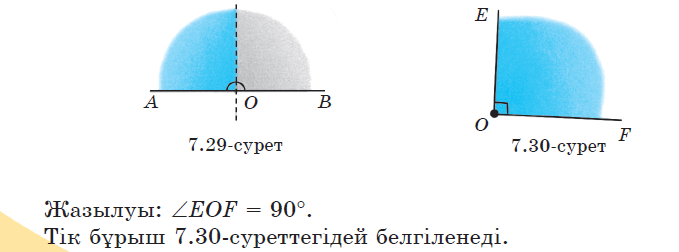 E
A O B
7.29-сурет
O
F
7.30-сурет
Жазылуы: ∠EOF = 90°.
Тік бұрыш 7.30-суреттегідей белгіленеді.